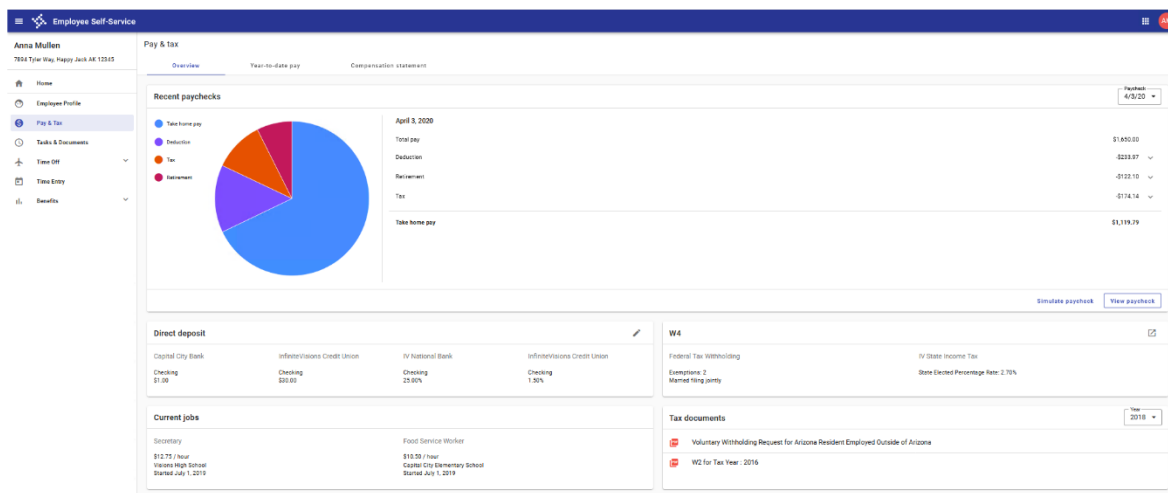 Employee Self-Service
Anna Mullen
7894 Tyler Way, Happy Jack AK 12345
Home
Employee Profile
Pay & Tax
Tasks & Documents
Time Off
Time Entry
Benefits
Pay & tax
Overview
Year-to-date pay
Compensation statement
Recent paychecks
Paycheck
4/3/20
Take home pay
Deduction
Tax
Retirement
April 3, 2020
Total pay $1,650.00
Deduction -$233.97
Retirement -$122.10
Tax -$174.14
Take home pay $1,119.79
Simulate paycheck
View paycheck
Direct deposit
Capital City Bank
Checking
$1.00
InfiniteVisions Credit Union
Checking
$30.00
IV National Bank
Checking
25.00%
InfiniteVisions Credit Union
Checking
1.50%
W4
Federal Tax Withholding
Exemptions: 2
Married filing jointly
IV State Income Tax
State Elected Percentage Rate: 2.70%
Current jobs
Secretary
$12.75 / hour
Visions High School
Started July 1, 2019
Food Service Worker
$10.50 / hour
Capital City Elementary School
Started July 1, 2019
Tax documents
Year
2018
Voluntary Withholding Request for Arizona Resident Employed Outside of Arizona
W2 for Tax Year : 2016